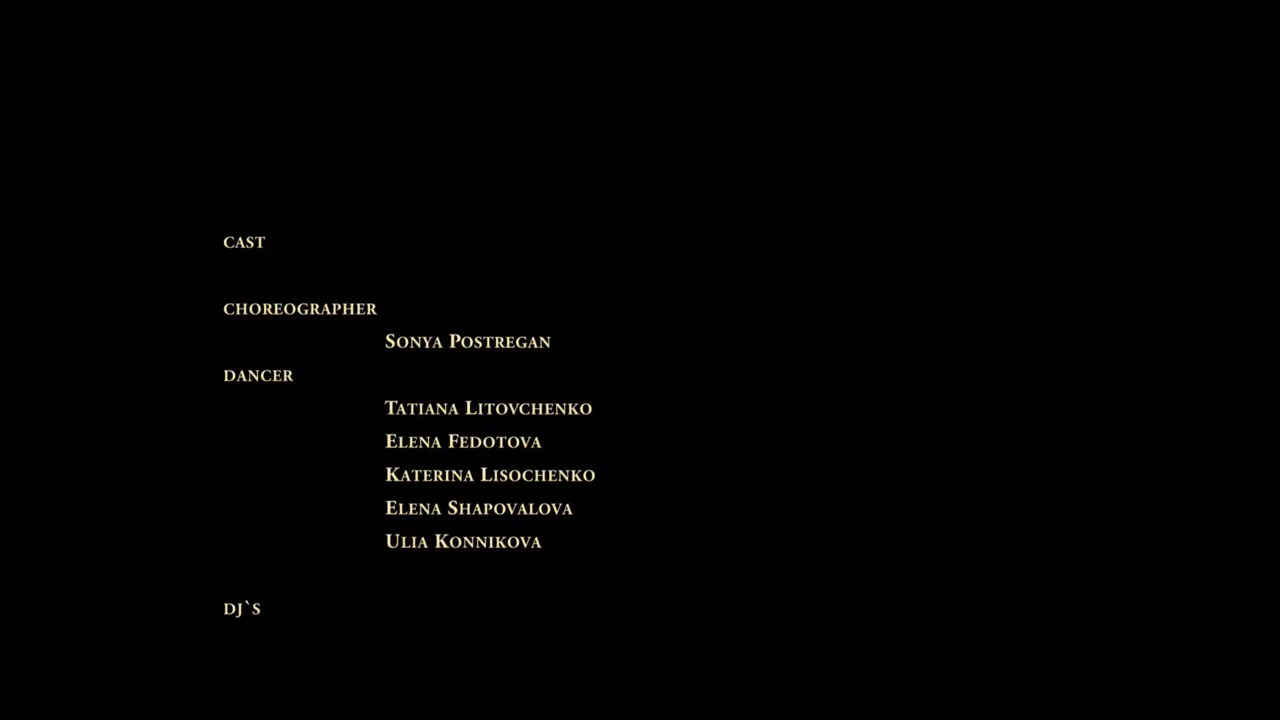 CAST
CHOREOGRAPHER
SONYA POSTREGAN
DANCER
TATIANA LITOVCHENKO
ELENA FEDOTOVA
KATERINA LISOCHENKO
ELENA SHAPOVALOVA
ULIA KONNIKOVA
DJ`S